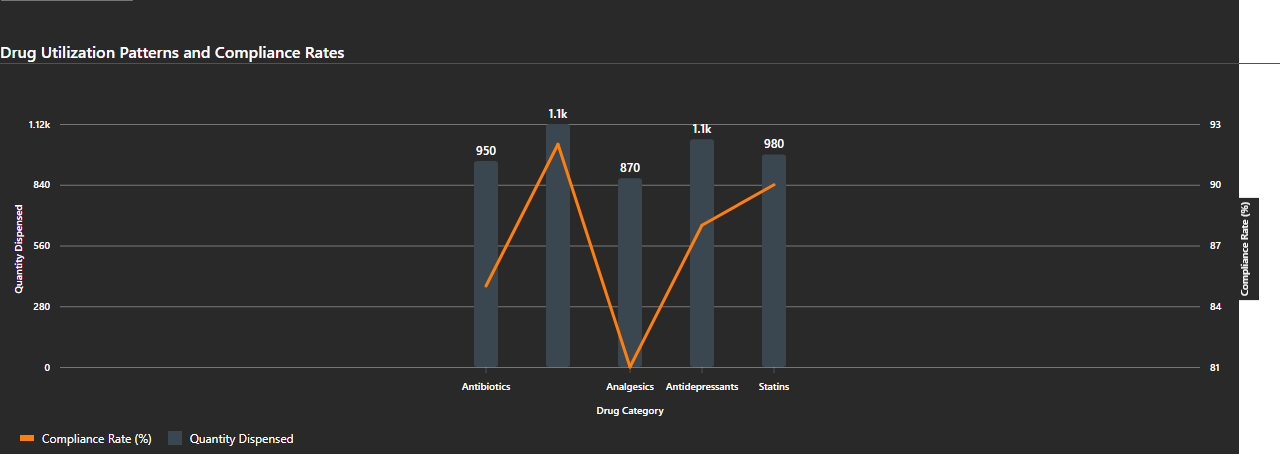 Drug Utilization Patterns and Compliance Rates
1.12k
840
560
280
0
Quantity Dispensed
950
1.1k
870
1.1k
980
93
90
87
84
81
Compliance Rate (%)
Antibiotics
Analgesics
Antidepressants
Statins
Drug Category
Compliance Rate (%)
Quantity Dispensed